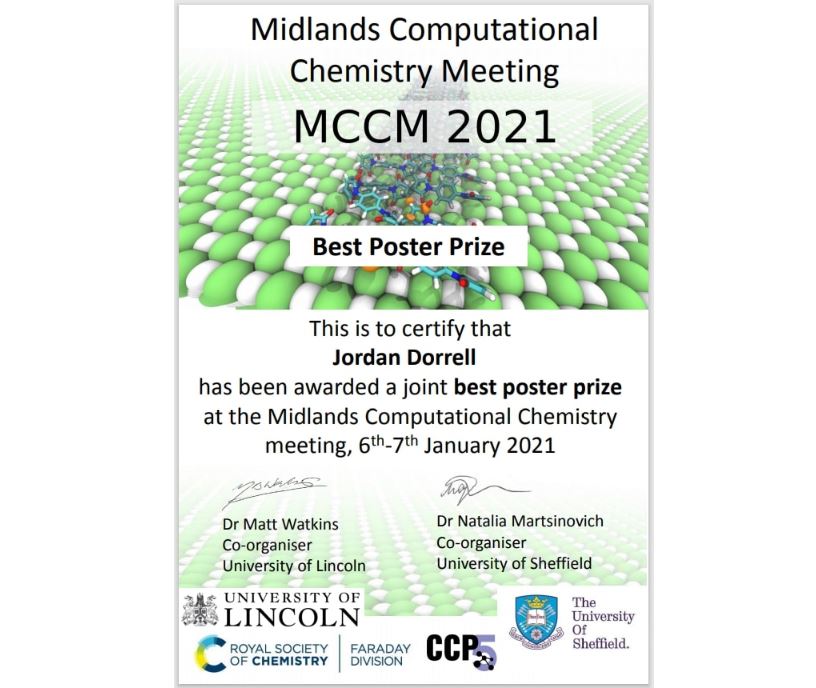 Midlands Computational
Chemistry Meeting
MCCM 2021
Best Poster Prize
This is to certify that
Jordan Dorrell
has been awarded a joint best poster prize
at the Midlands Computational Chemistry
meeting, 6th-7th January 2021
Dr Matt Watkins
Co-organiser
University of Lincoln
Dr Natalia Martsinovich
Co-organiser
University of Sheffield
UNIVERSITY OF
LINCOLN
ROYAL SOCIETY
OF CHEMISTRY
FARADAY
DIVISION
CCP5
The
University
Of
Sheffield.